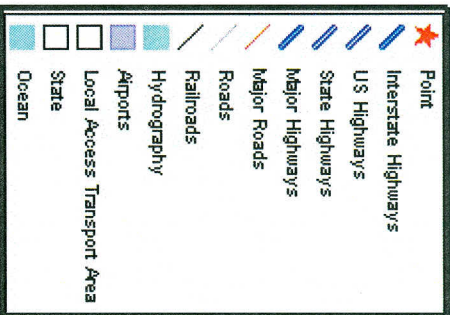 Point
Interstate Highways
US Highways
State Highways
Major Highways
Major Roads
Roads
Railroads
Hydrography
Airports
Local Access Transport Area
State
Ocean